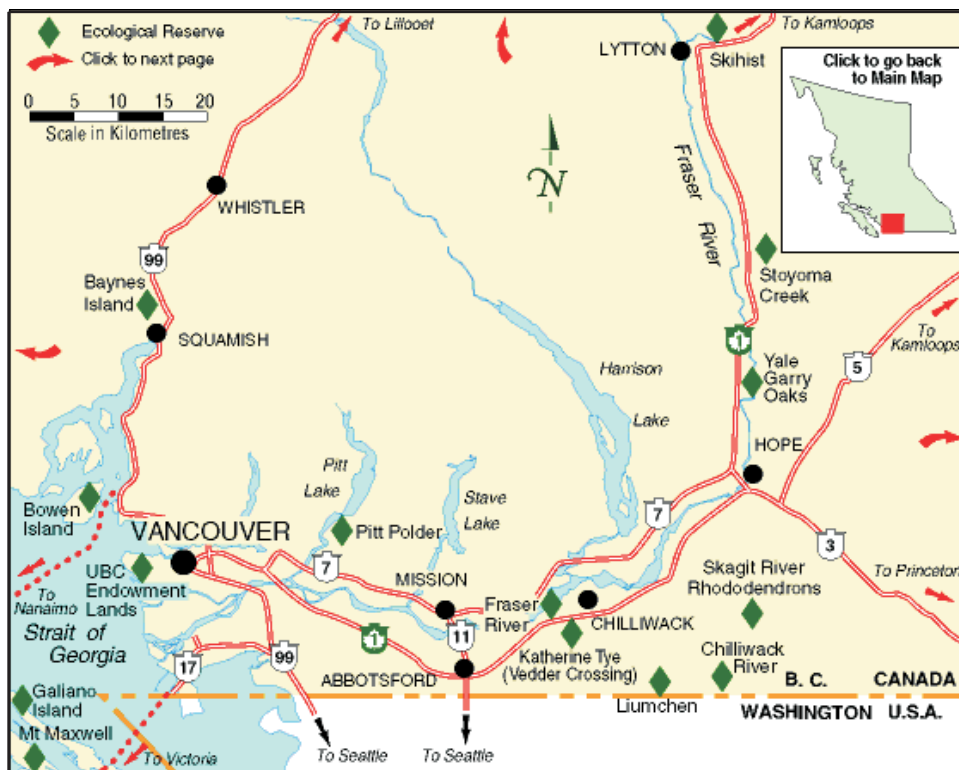 Ecological Reserve
Click to next page
0 5 10 15 20
Scale in Kilometres
To Lillooet
LYTTON
To Kamloops
Skihist
Click to go back
to Main Map
N
Fraser
River
WHISTLER
99
Baynes
Island
SQUAMISH
Stoyoma
Creek
1
To
Kamloops
5
Yale
Garry
Oaks
Harrison
Lake
HOPE
Pitt
Lake
Stave
Lake
Bowen
Island
VANCOUVER
Pitt Polder
7
3
UBC
Endowment
Lands
7
MISSION
Skagit River
Rhododendrons
To Princeton
To
Nanaimo
Fraser
River
CHILLIWACK
Strait of
Georgia
1
11
17
99
Katherine Tye
(Vedder Crossing)
Chilliwack
River
ABBOTSFORD
B. C. CANADA
Galiano
Island
Liumchen
WASHINGTON U.S.A.
Mt Maxwell
To Victoria
To Seattle
To Seattle